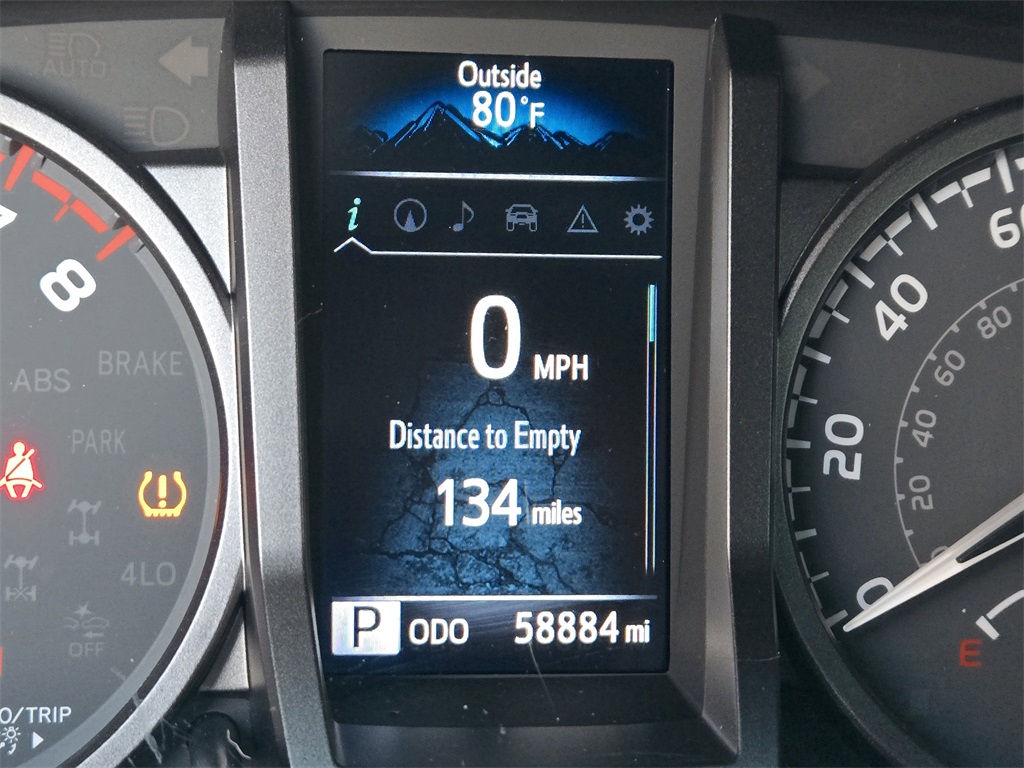 AUTO
Outside
80°F
8
60
40
20
0
80
60
40
20
0
ABS
BRAKE
PARK
4LO
OFF
0 MPH
Distance to Empty
134 miles
P ODO 58884 mi
E
O/TRIP